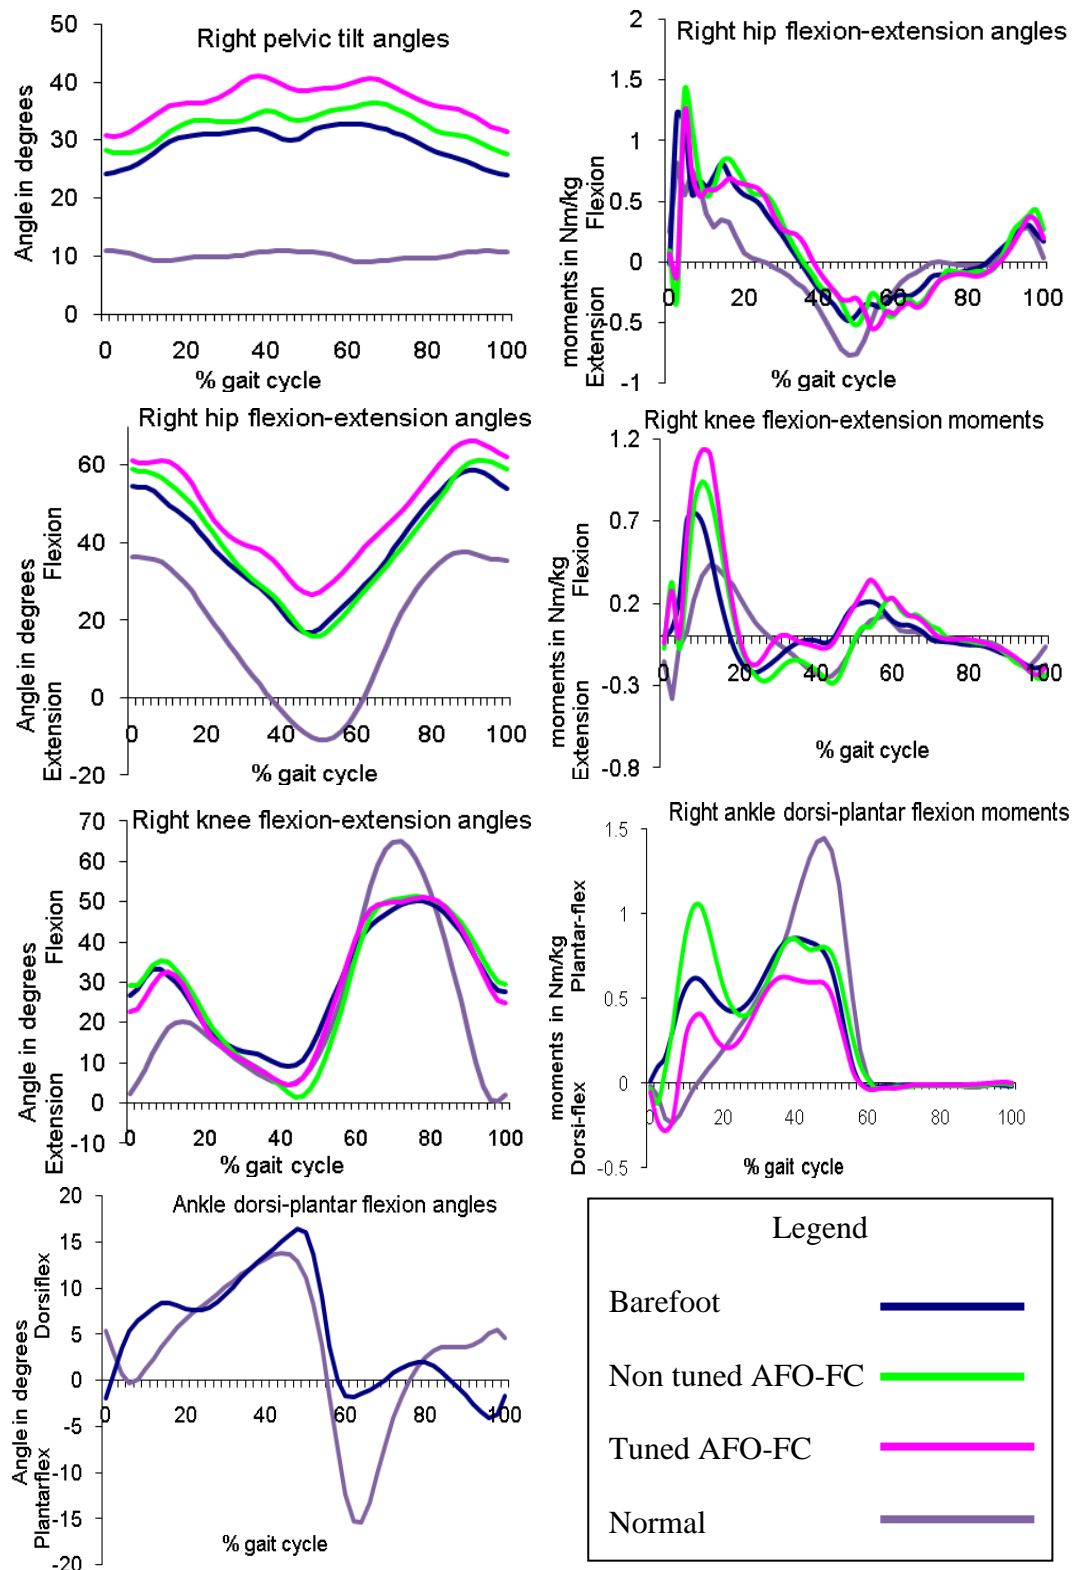 Right pelvic tilt angles
50
40
30
20
10
0
Angle in degrees
0 20 40 60 80 100
% gait cycle
Right hip flexion-extension angles
2
1.5
1
0.5
0
-0.5
-1
moments in Nm/kg
Extension Flexion
0 20 40 60 80 100
% gait cycle
Right hip flexion-extension angles
60
40
20
0
-20
Angle in degrees
Extension Flexion
0 20 40 60 80 100
% gait cycle
Right knee flexion-extension moments
1.2
0.7
0.2
-0.3
-0.8
moments in Nm/kg
Extension Flexion
0 20 40 60 80 100
% gait cycle
Right knee flexion-extension angles
70
60
50
40
30
20
10
0
-10
Angle in degrees
Extension Flexion
0 20 40 60 80 100
% gait cycle
Right ankle dorsi-plantar flexion moments
1.5
1
0.5
0
-0.5
moments in Nm/kg
Dorsi-flex Plantar-flex
0 20 40 60 80 100
% gait cycle
Ankle dorsi-plantar flexion angles
20
15
10
5
0
-5
-10
-15
-20
Angle in degrees
Plantarflex Dorsiflex
0 20 40 60 80 100
% gait cycle
Legend
Barefoot
Non tuned AFO-FC
Tuned AFO-FC
Normal